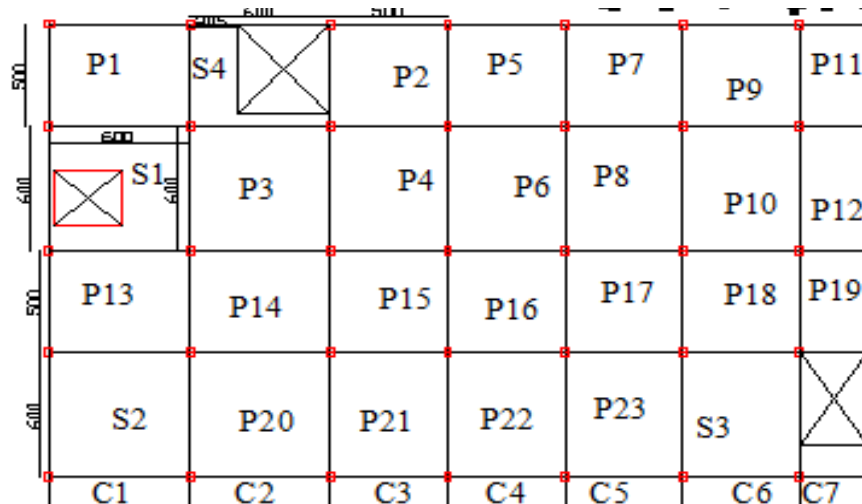 600 500
P1 S4 P2 P5 P7 P9 P11
500
600
S1 P3 P4 P6 P8 P10 P12
600 600
P13 P14 P15 P16 P17 P18 P19
500
S2 P20 P21 P22 P23 S3
600
C1 C2 C3 C4 C5 C6 C7